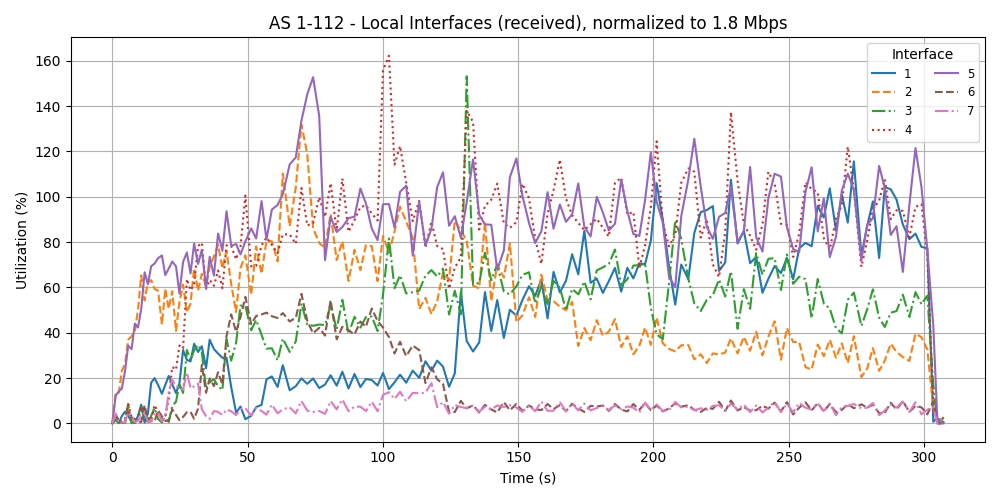 AS 1-112 - Local Interfaces (received), normalized to 1.8 Mbps
Utilization (%)
160
140
120
100
80
60
40
20
0
0 50 100 150 200 250 300
Time (s)
Interface
1 5
2 6
3 7
4